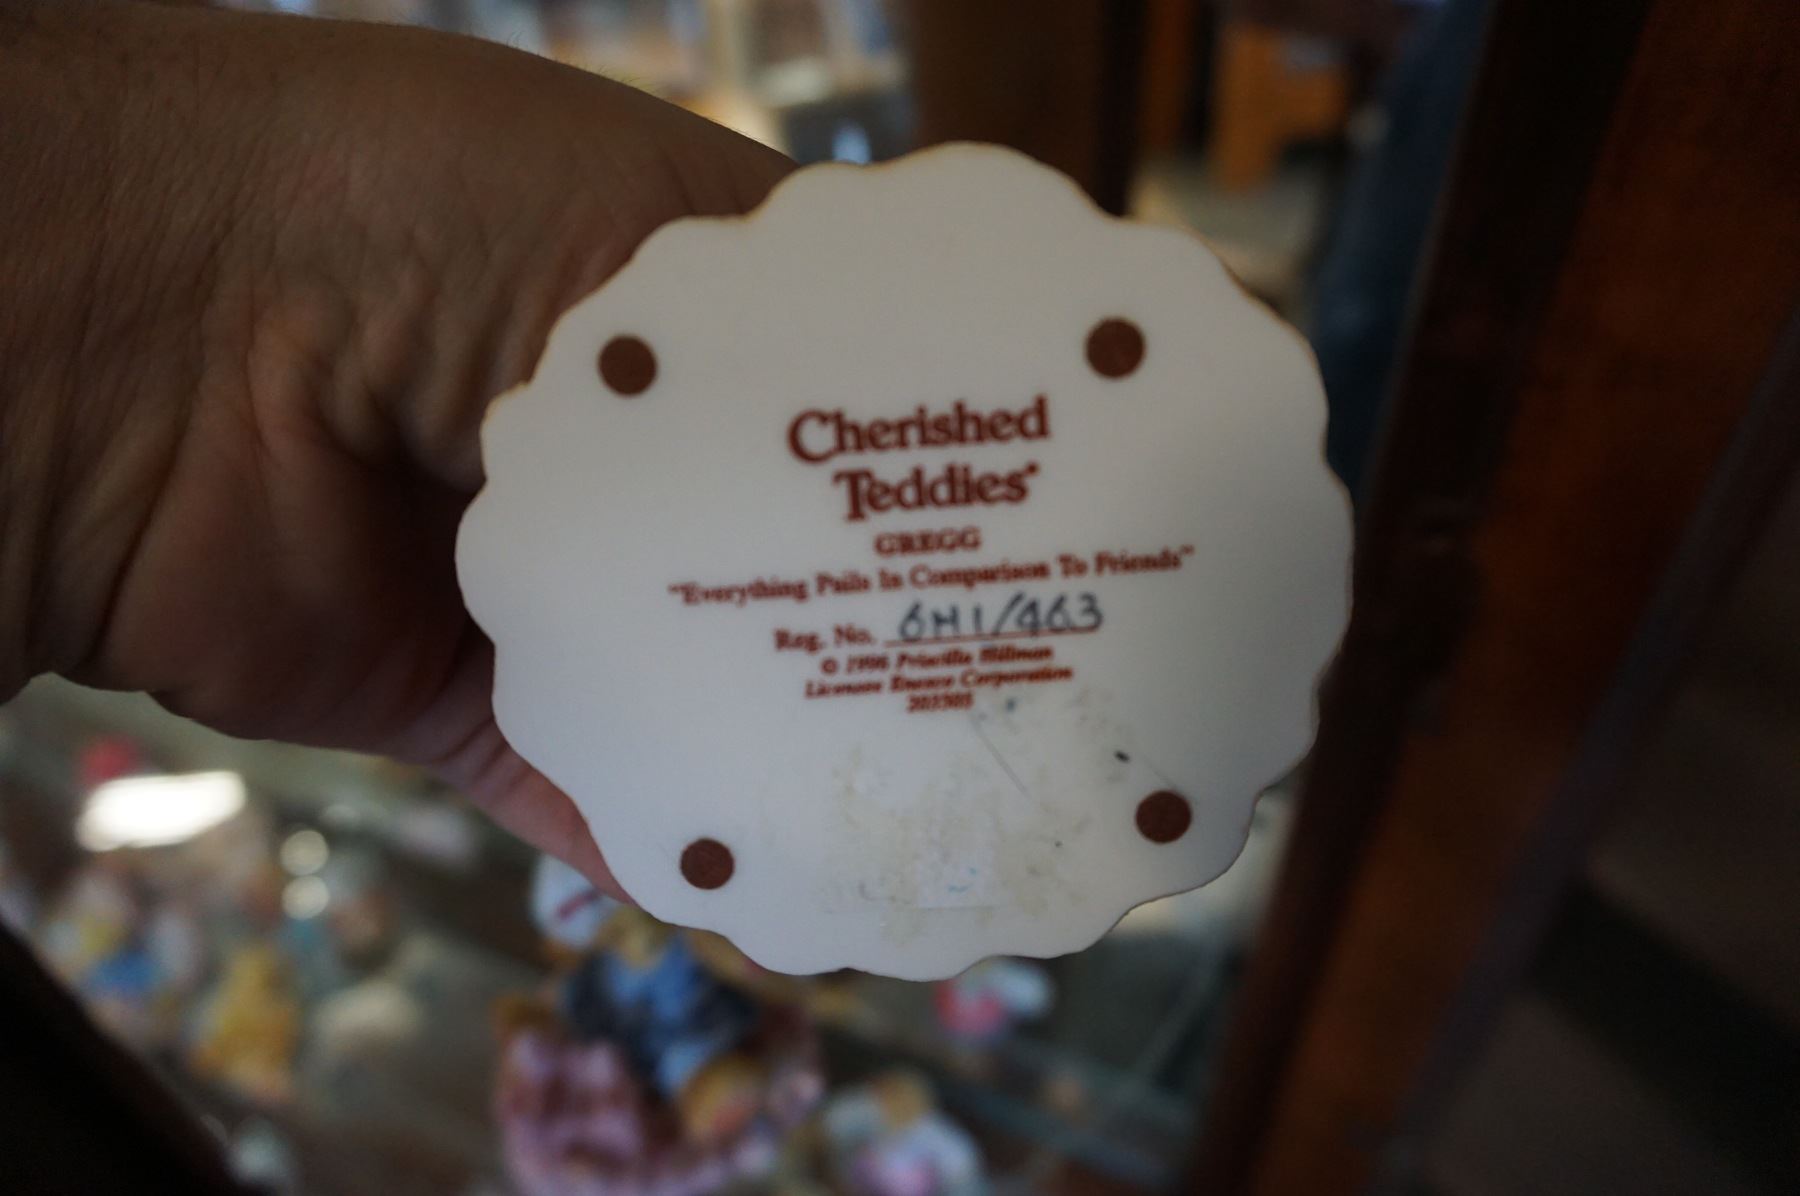 Cherished
Teddies
GREGG
"Everything Pails In Comparison To Friends"
Reg. No. 6H1/463
© 1996 Priscilla Hillman
Licensee Enesco Corporation